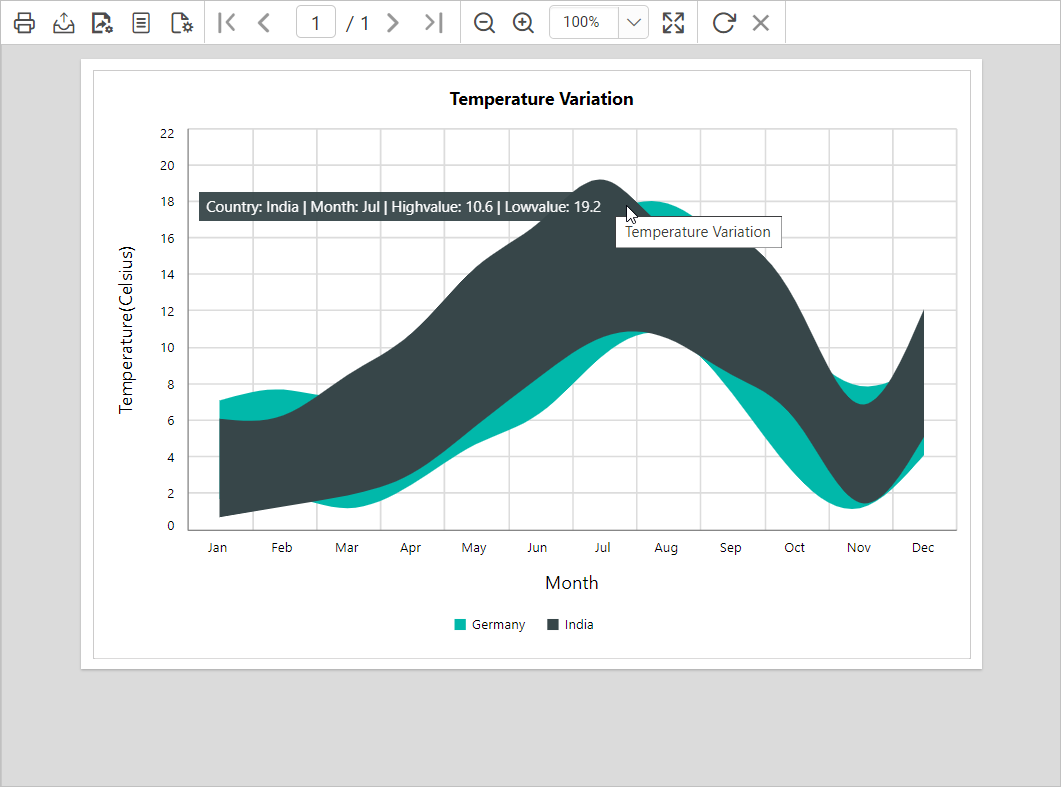 1 / 1 100%
Temperature Variation
22
20
18
16
14
12
10
8
6
4
2
0
Temperature(Celsius)
Country: India | Month: Jul | Highvalue: 10.6 | Lowvalue: 19.2
Temperature Variation
Jan Feb Mar Apr May Jun Jul Aug Sep Oct Nov Dec
Month
Germany India